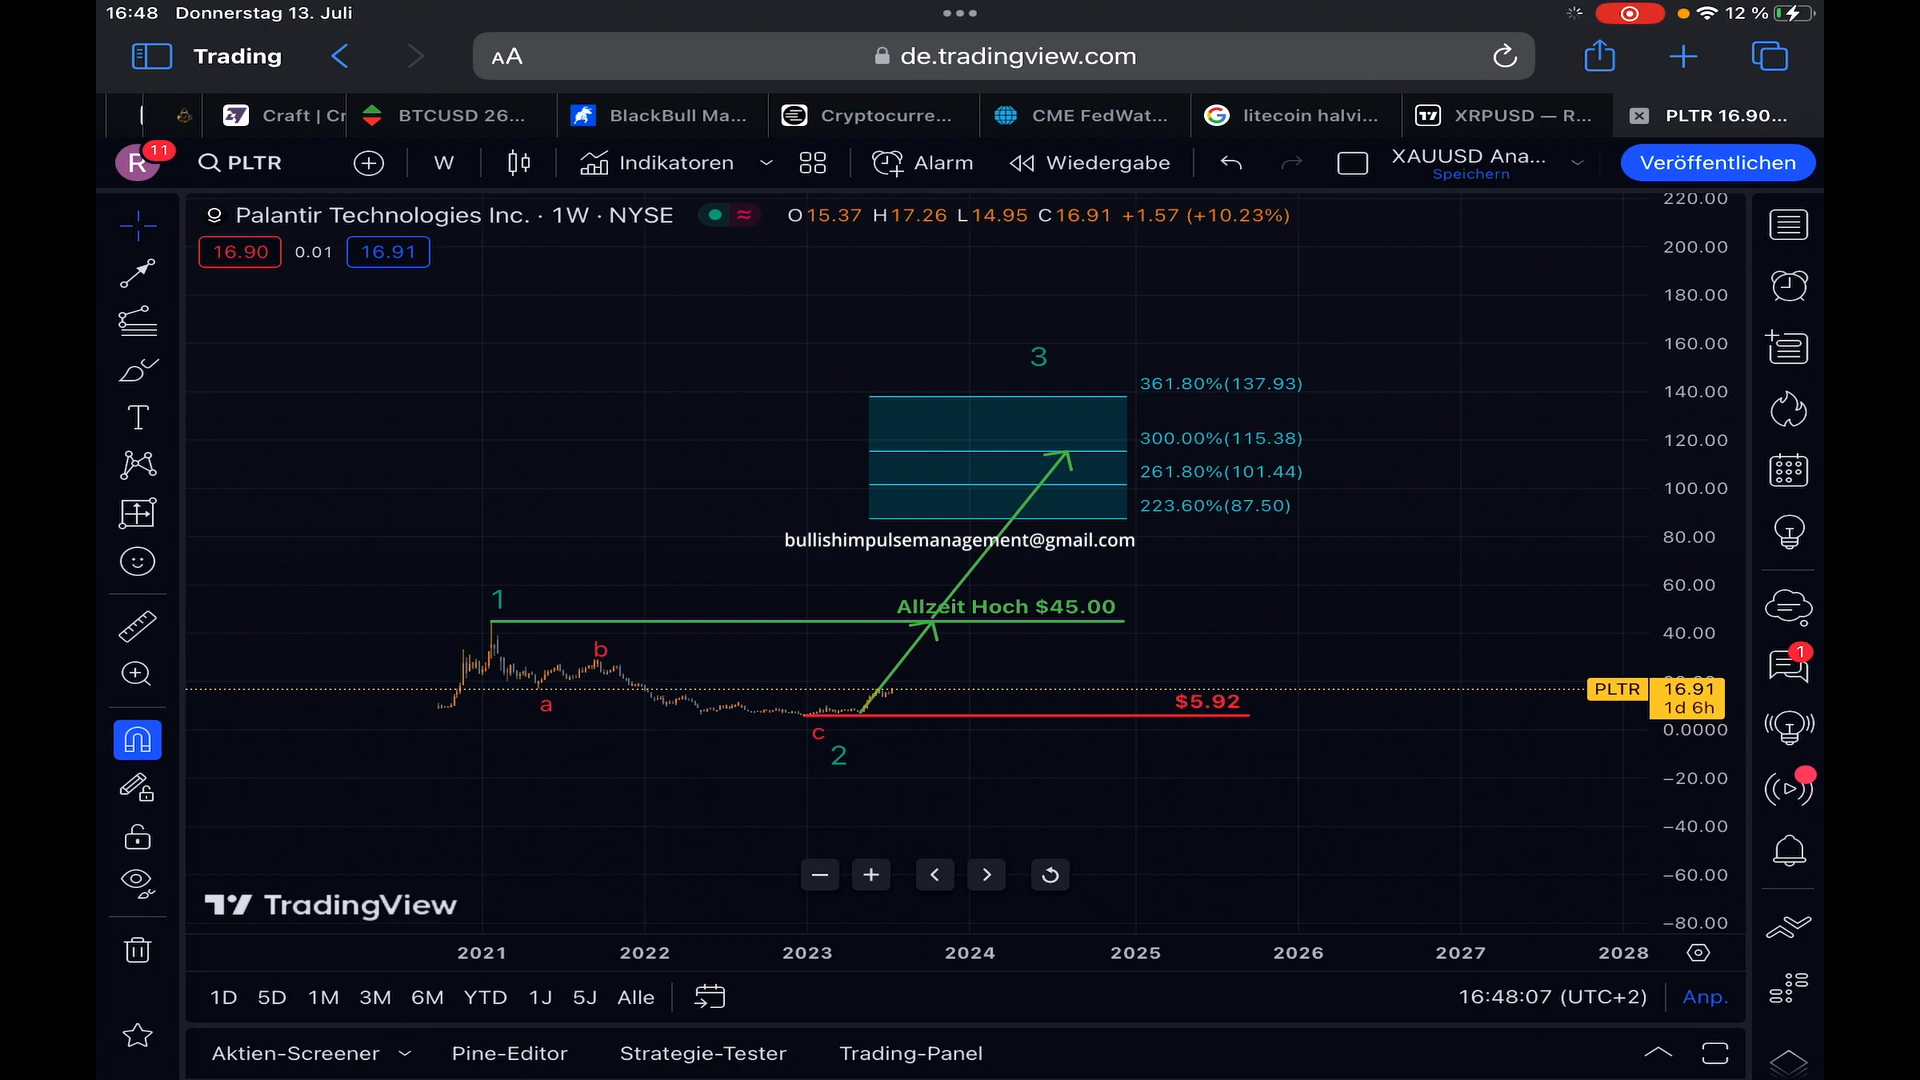 16:48 Donnerstag 13. Juli
12 %
Trading
AA
de.tradingview.com
Craft | Cr
BTCUSD 26...
BlackBull Ma...
Cryptocurre...
CME FedWat...
litecoin halvi...
XRPUSD — R...
PLTR 16.90...
R
11
PLTR
W
Indikatoren
Alarm
Wiedergabe
XAUUSD Ana...
Speichern
Veröffentlichen
Palantir Technologies Inc. · 1W · NYSE
O15.37 H17.26 L14.95 C16.91 +1.57 (+10.23%)
16.90
0.01
16.91
220.00
200.00
180.00
160.00
140.00
120.00
100.00
80.00
60.00
40.00
0.0000
−20.00
−40.00
−60.00
−80.00
3
361.80%(137.93)
300.00%(115.38)
261.80%(101.44)
223.60%(87.50)
bullishimpulsemanagement@gmail.com
1
Allzeit Hoch $45.00
b
a
$5.92
c
2
PLTR
16.91
1d 6h
1
TradingView
2021
2022
2023
2024
2025
2026
2027
2028
1D 5D 1M 3M 6M YTD 1J 5J Alle
16:48:07 (UTC+2)
Anp.
Aktien-Screener
Pine-Editor
Strategie-Tester
Trading-Panel